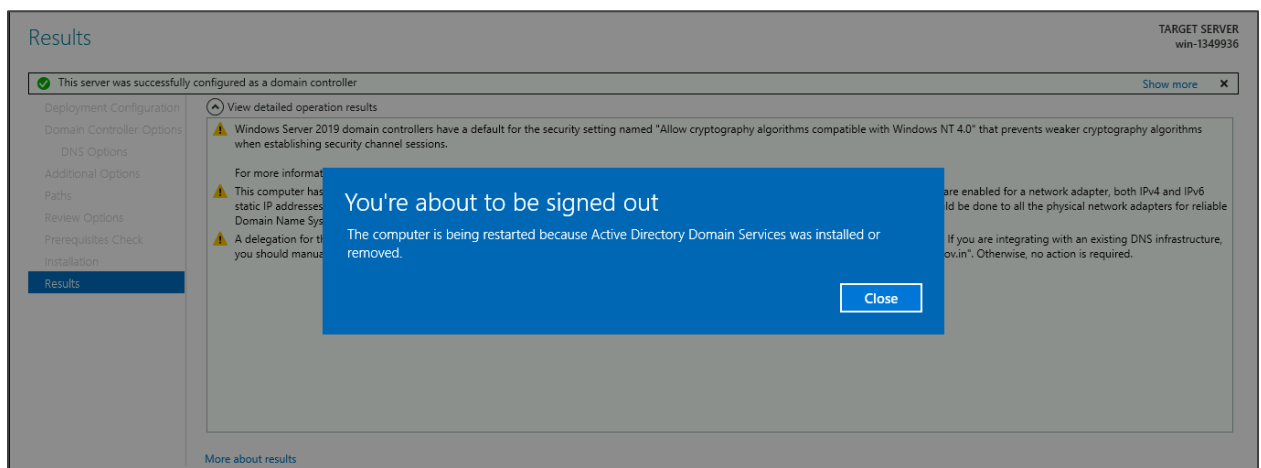 Results
TARGET SERVER
win-1349936
This server was successfully configured as a domain controller
Show more
Deployment Configuration
Domain Controller Options
DNS Options
Additional Options
Paths
Review Options
Prerequisites Check
Installation
Results
View detailed operation results
Windows Server 2019 domain controllers have a default for the security setting named "Allow cryptography algorithms compatible with Windows NT 4.0" that prevents weaker cryptography algorithms
when establishing security channel sessions.
For more
This computer has are enabled for a network adapter, both IPv4 and IPv6
static IP addresses be done to all the physical network adapters for reliable
Domain Name
A delegation for If you are integrating with an existing DNS infrastructure,
you should ov.in". Otherwise, no action is required.
You're about to be signed out
The computer is being restarted because Active Directory Domain Services was installed or
removed.
Close
More about results